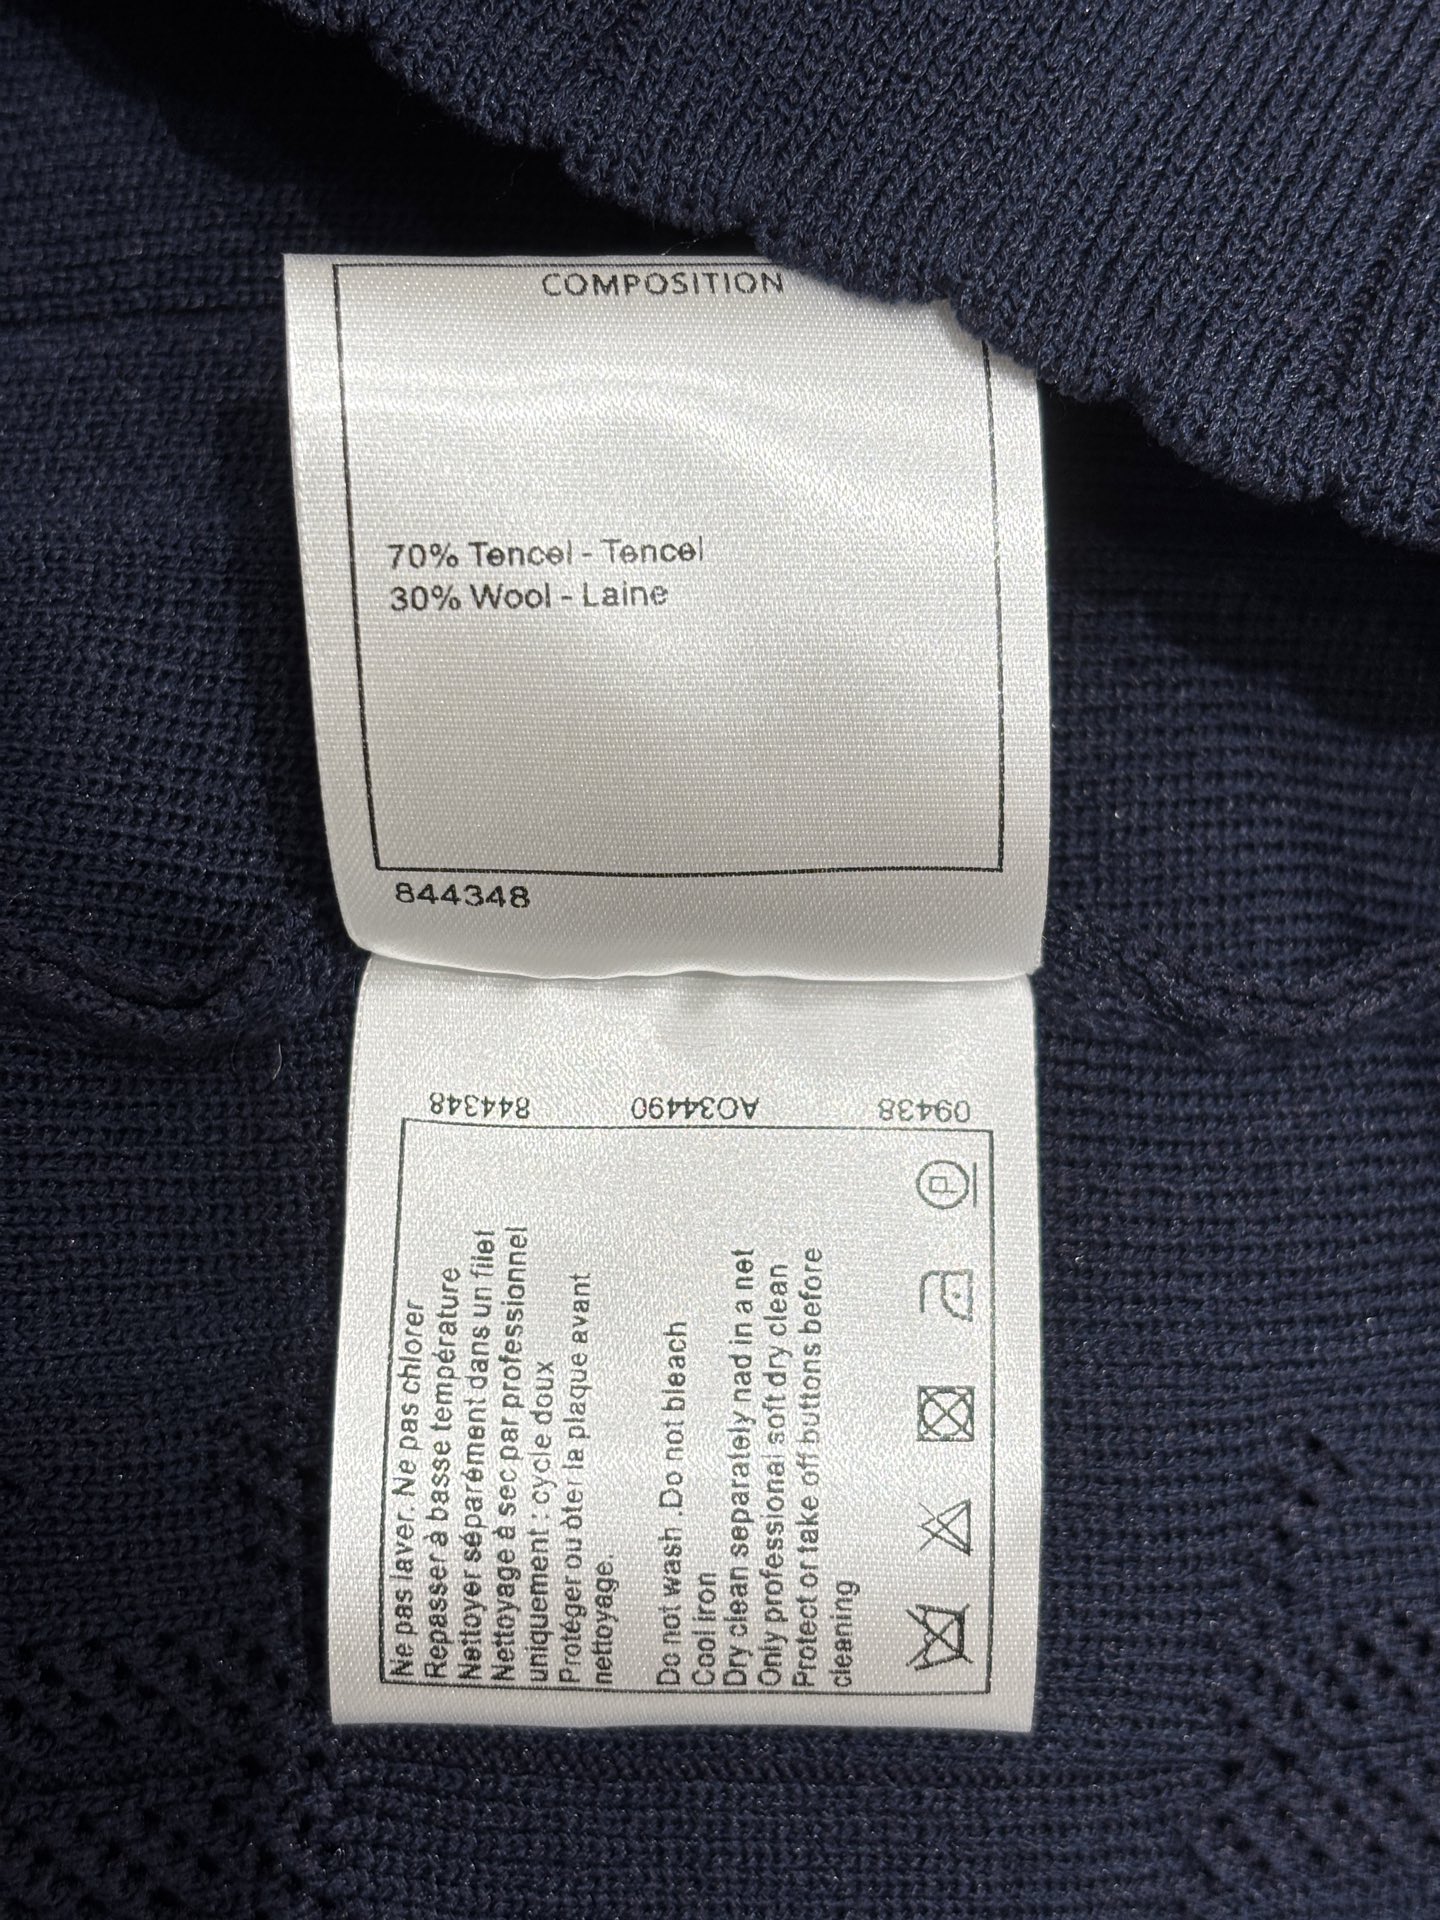 COMPOSITION
70% Tencel - Tencel
30% Wool - Laine
844348
844348
AO34490
09438
Ne pas laver. Ne pas chlorer
Repasser à basse température
Nettoyer séparément dans un filet
Nettoyage à sec par professionnel
uniquement : cycle doux
Protéger ou ôter la plaque avant
nettoyage.
Do not wash .Do not bleach
Cool iron
Dry clean separately nad in a net
Only professional soft dry clean
Protect or take off buttons before
cleaning
P